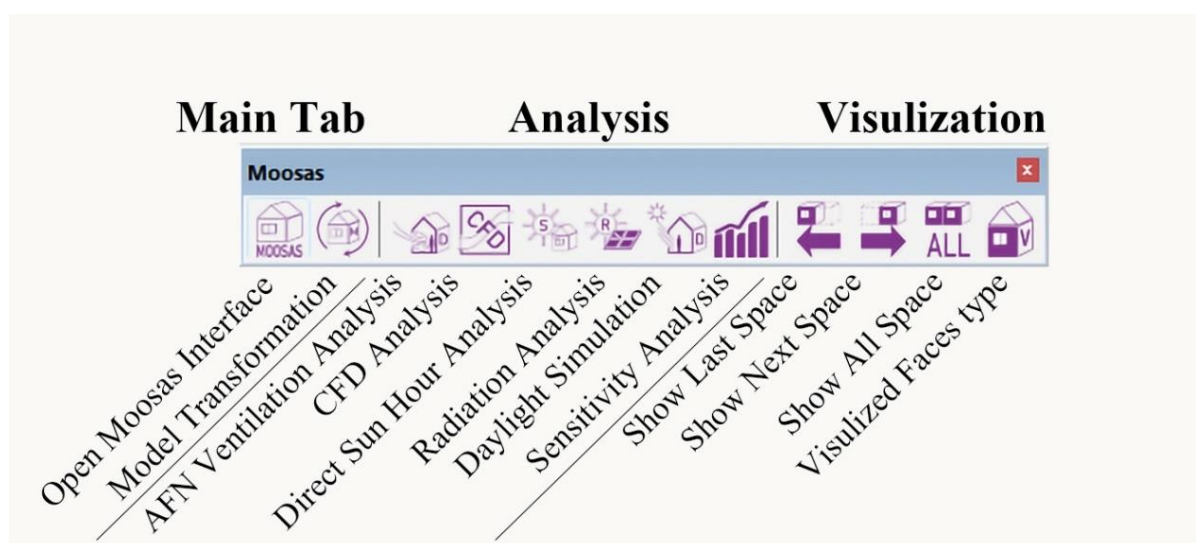 Main Tab Analysis Visulization
Moosas x
MOOSAS M D CFD S R D ALL V
Open Moosas Interface
Model Transformation
AFN Ventilation Analysis
CFD Analysis
Direct Sun Hour Analysis
Radiation Analysis
Daylight Simulation
Sensitivity Analysis
Show Last Space
Show Next Space
Show All Space
Visulized Faces type